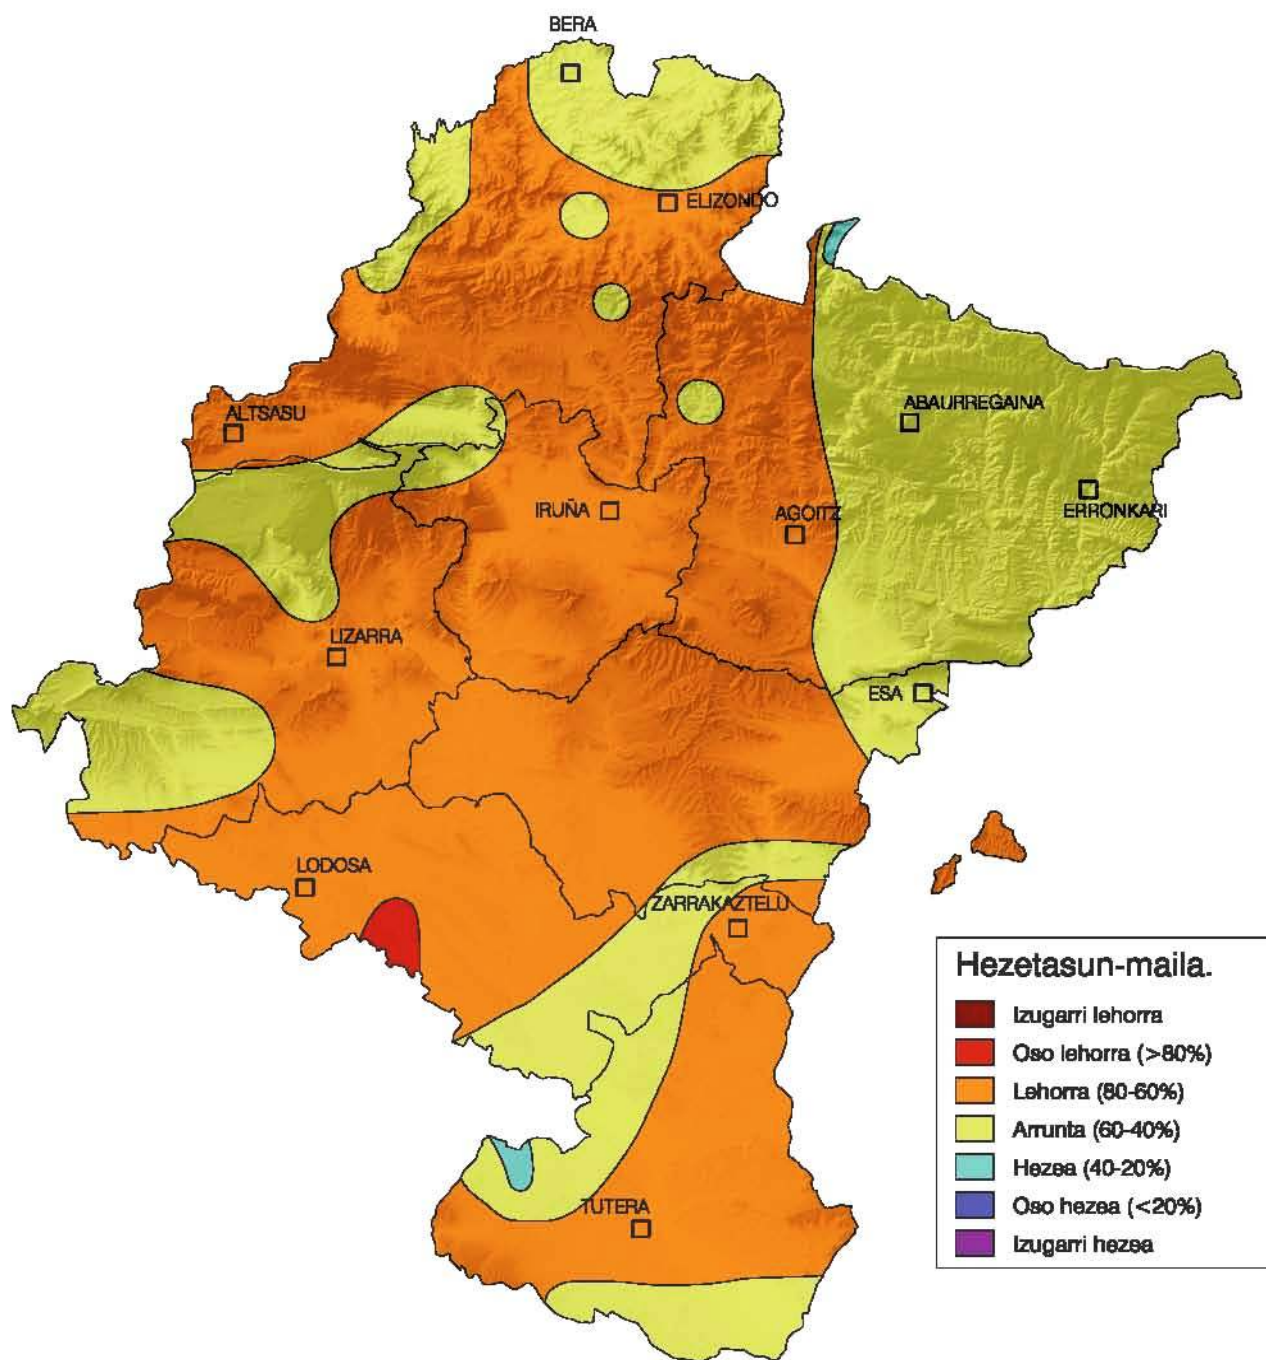 BERA
ELIZONDO
ABAURREGAINA
ALTSASU
ERRONKARI
IRUÑA
AGOITZ
LIZARRA
ESA
LODOSA
ZARRAKAZTELU
TUTERA
Hezetasun-maila.
Izugarri lehorra
Oso lehorra (>80%)
Lehorra (80-60%)
Arrunta (60-40%)
Hezea (40-20%)
Oso hezea (<20%)
Izugarri hezea